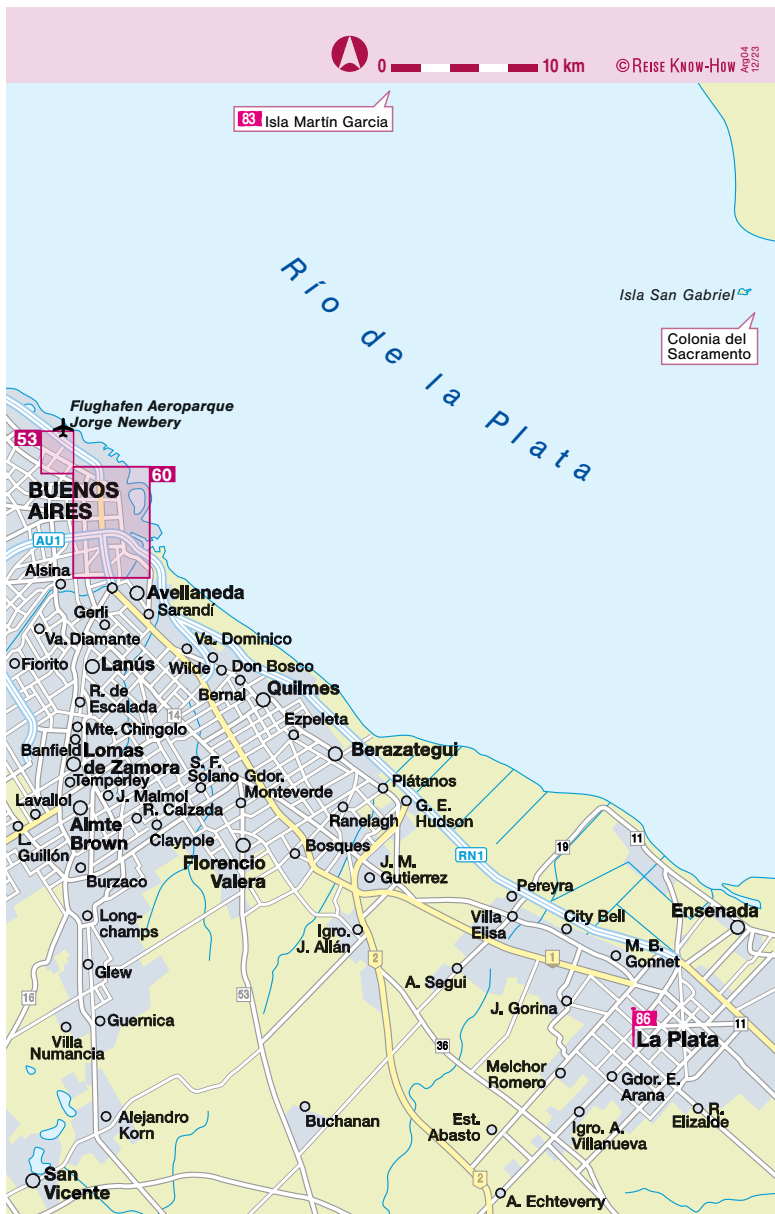 0 10 km
© REISE KNOW-HOW
Arg04
12/23
83 Isla Martín Garcia
Río de la Plata
Isla San Gabriel
Colonia del
Sacramento
Flughafen Aeroparque
Jorge Newbery
53
60
BUENOS
AIRES
AU1
Alsina
Avellaneda
Sarandí
Gerli
Va. Diamante
Va. Dominico
Fiorito
Lanús
Wilde
Don Bosco
Bernal
Quilmes
R. de
Escalada
14
Ezpeleta
Mte. Chingolo
Banfield
Lomas
de Zamora
Berazategui
Temperley
S. F.
Solano
Gdor.
Monteverde
Plátanos
Lavallol
J. Malmol
R. Calzada
Ranelagh
G. E.
Hudson
L.
Guillón
Almte
Brown
Claypole
Florencio
Valera
Bosques
RN1
19
11
J. M.
Gutierrez
Burzaco
Pereyra
Long-
champs
Villa
Elisa
City Bell
Ensenada
Igro.
J. Allán
M. B.
Gonnet
Glew
2
1
A. Segui
16
53
J. Gorina
Guernica
86
11
Villa
Numancia
La Plata
36
Melchor
Romero
Gdor. E.
Arana
Alejandro
Korn
Buchanan
Est.
Abasto
Igro. A.
Villanueva
R.
Elizalde
San
Vicente
2
A. Echteverry